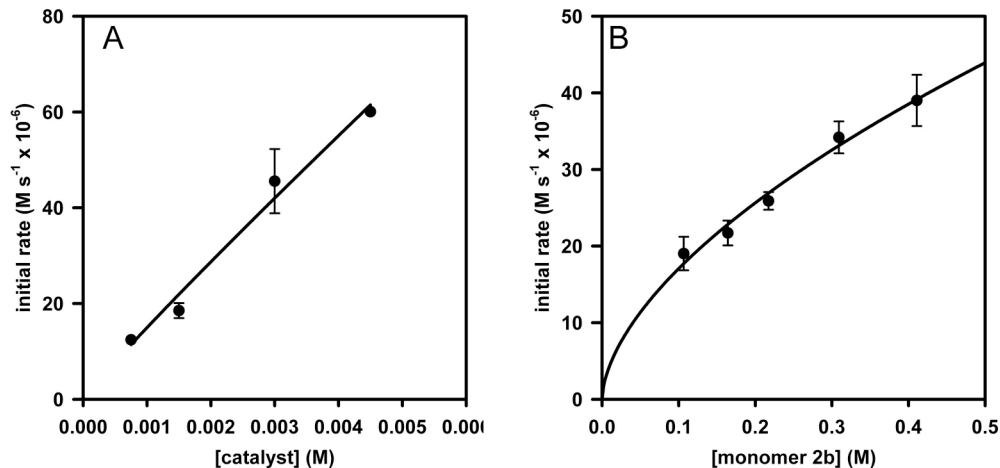 A
80
60
40
20
0
initial rate (M s⁻¹ x 10⁻⁶)
0.000 0.001 0.002 0.003 0.004 0.005 0.00
[catalyst] (M)
B
50
40
30
20
10
0
initial rate (M s⁻¹ x 10⁻⁶)
0.0 0.1 0.2 0.3 0.4 0.5
[monomer 2b] (M)